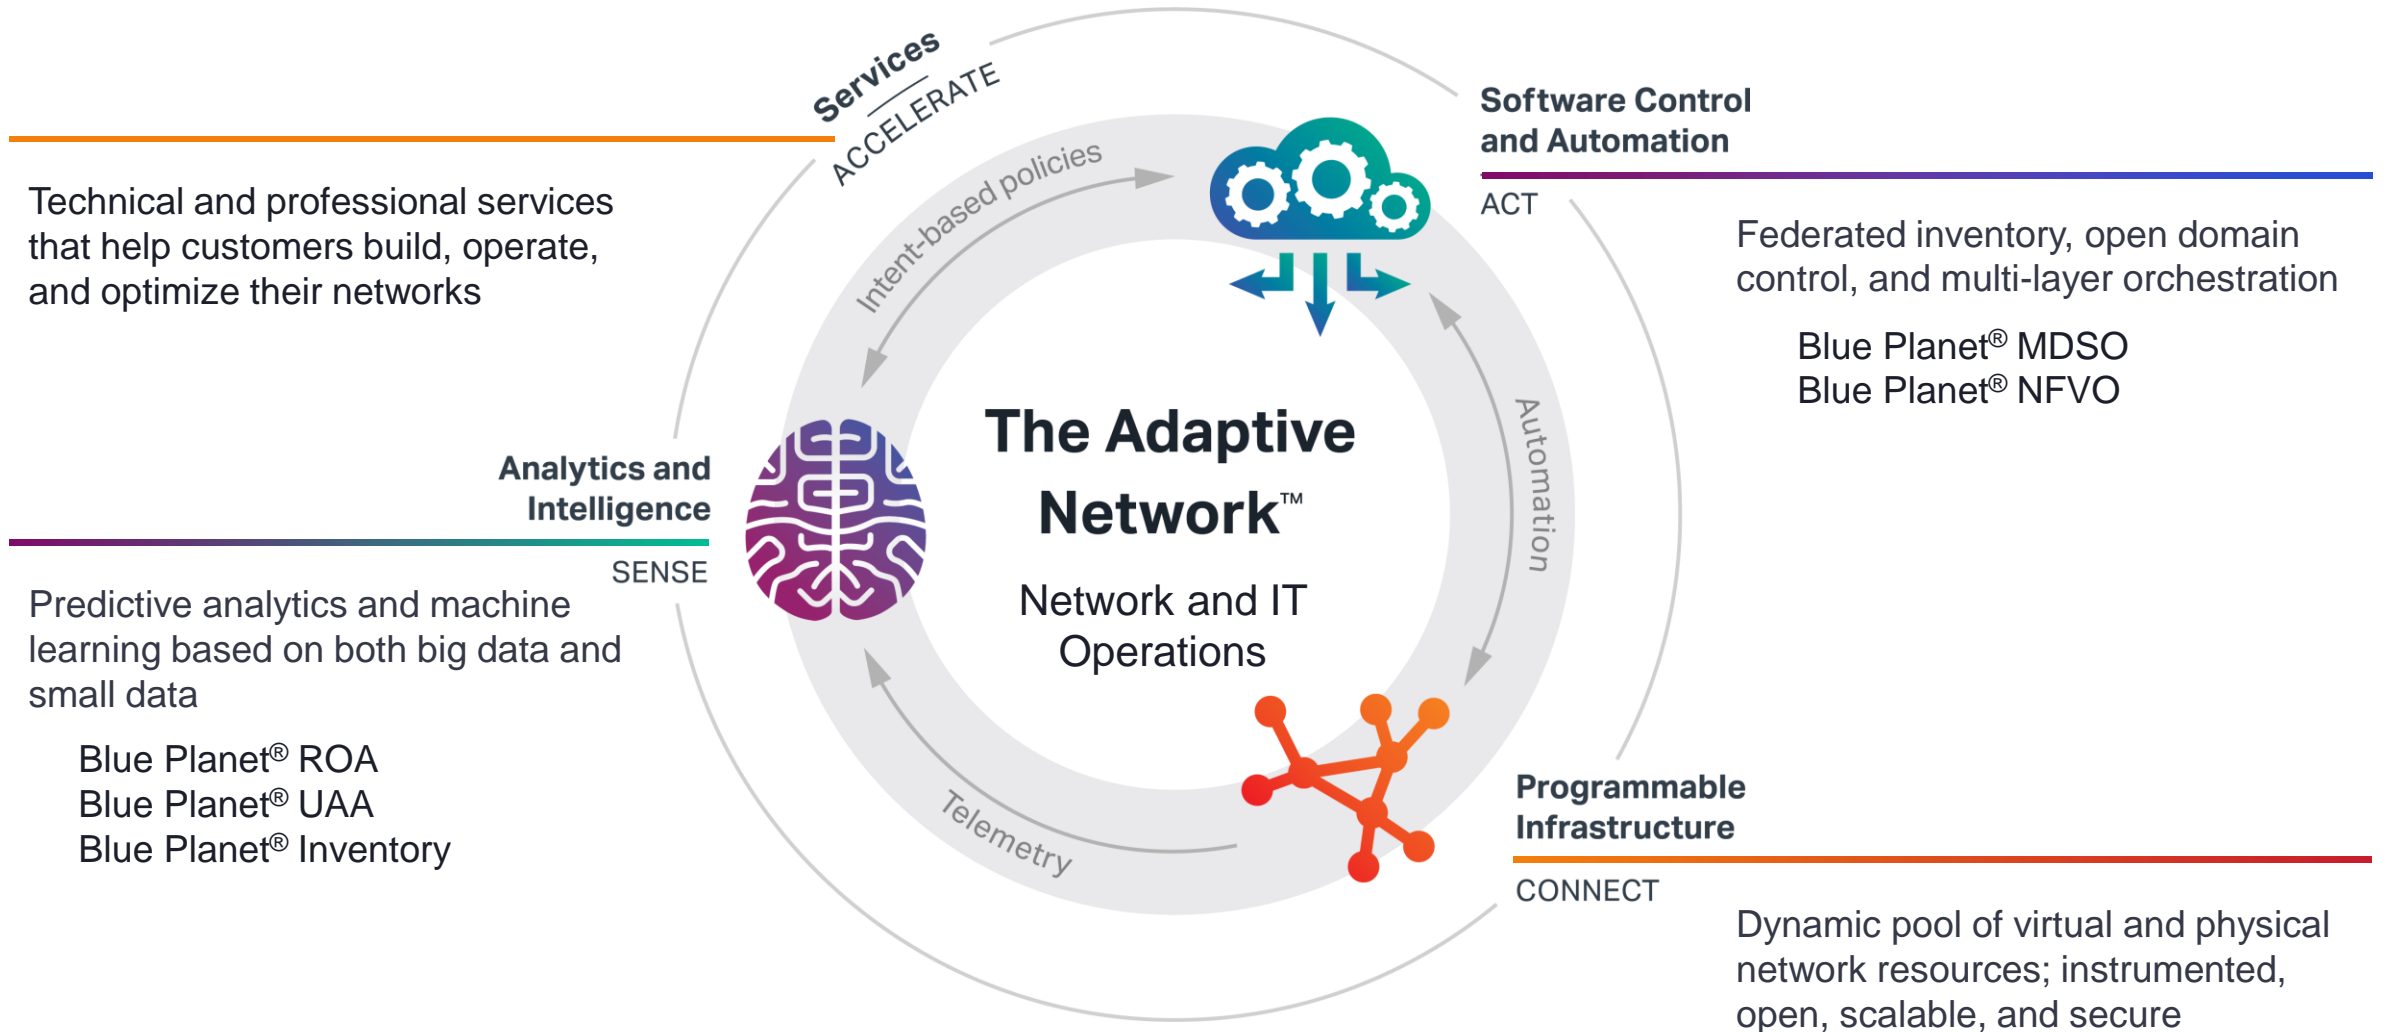 Services
ACCELERATE
Technical and professional services
that help customers build, operate,
and optimize their networks
Intent-based policies
Software Control
and Automation
ACT
Federated inventory, open domain
control, and multi-layer orchestration
Blue Planet® MDSO
Blue Planet® NFVO
Automation
The Adaptive
Network™
Network and IT
Operations
Analytics and
Intelligence
SENSE
Predictive analytics and machine
learning based on both big data and
small data
Blue Planet® ROA
Blue Planet® UAA
Blue Planet® Inventory
Telemetry
Programmable
Infrastructure
CONNECT
Dynamic pool of virtual and physical
network resources; instrumented,
open, scalable, and secure